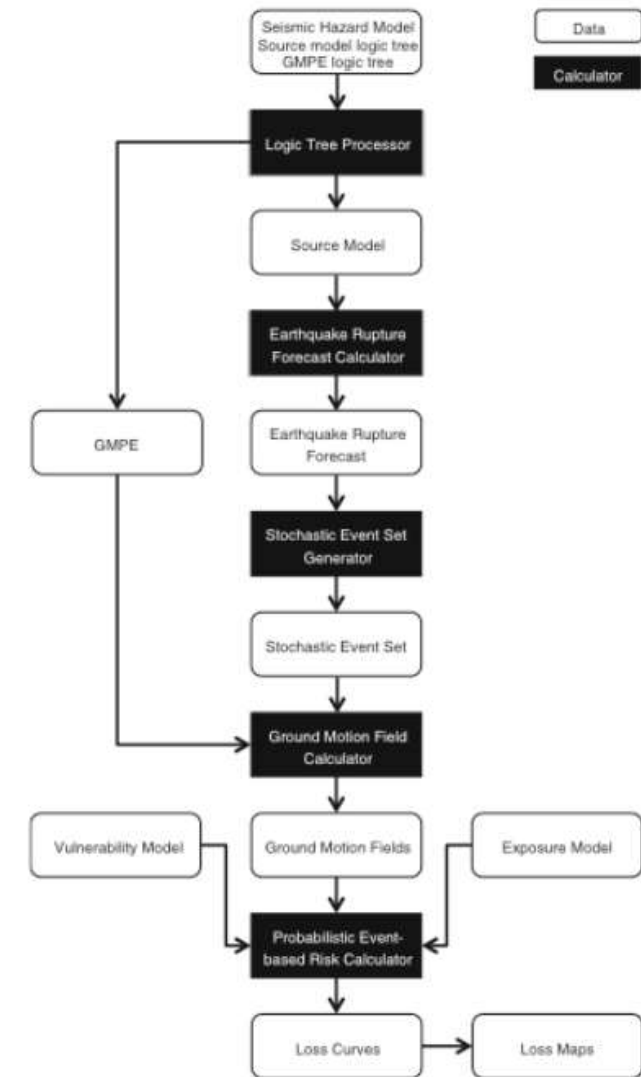 Seismic Hazard Model
Source model logic tree
GMPE logic tree
Data
Calculator
Logic Tree Processor
Source Model
Earthquake Rupture
Forecast Calculator
GMPE
Earthquake Rupture
Forecast
Stochastic Event Set
Generator
Stochastic Event Set
Ground Motion Field
Calculator
Vulnerability Model
Ground Motion Fields
Exposure Model
Probabilistic Event-
based Risk Calculator
Loss Curves
Loss Maps